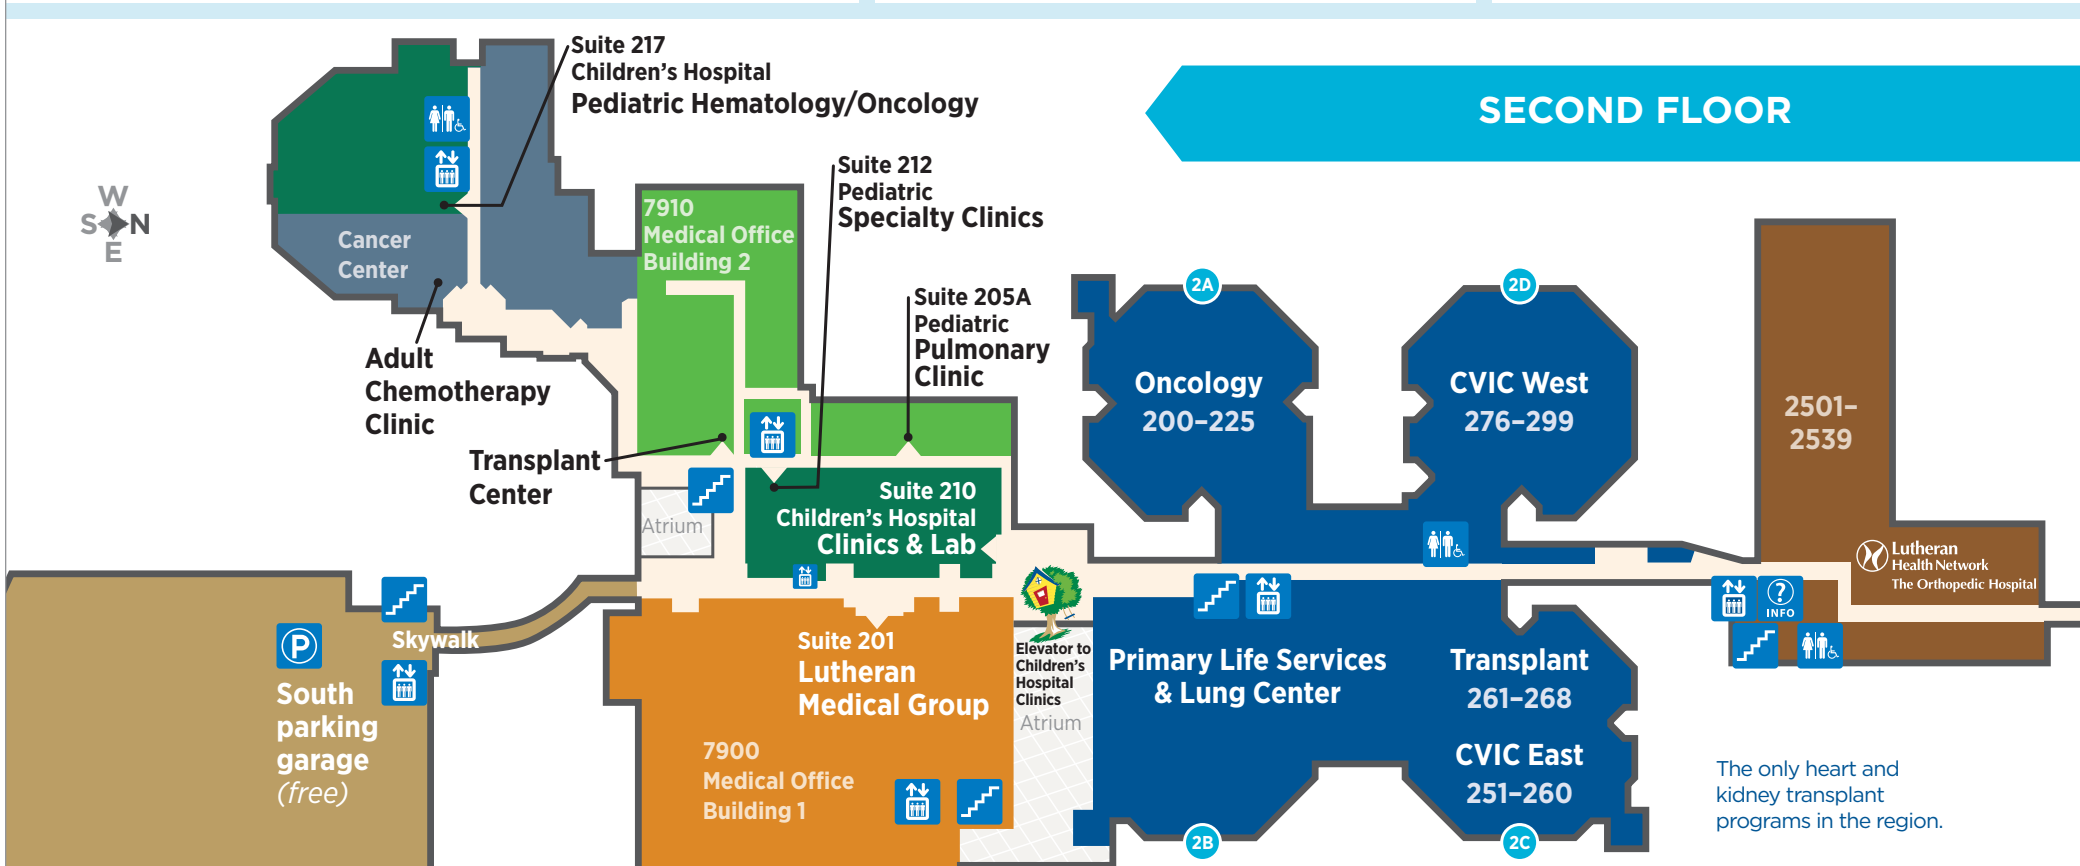 SECOND FLOOR
Suite 217
Children's Hospital
Pediatric Hematology/Oncology
Suite 212
Pediatric
Specialty Clinics
W
S N
E
7910
Medical Office
Building 2
Cancer
Center
Suite 205A
Pediatric
Pulmonary
Clinic
2A
2D
Adult
Chemotherapy
Clinic
Oncology
200–225
CVIC West
276–299
2501–
2539
Transplant
Center
Suite 210
Children's Hospital
Clinics & Lab
Atrium
Lutheran
Health Network
The Orthopedic Hospital
?
INFO
P
Skywalk
South
parking
garage
(free)
Suite 201
Lutheran
Medical Group
Elevator to
Children's
Hospital
Clinics
Atrium
Primary Life Services
& Lung Center
Transplant
261–268
CVIC East
251–260
7900
Medical Office
Building 1
The only heart and
kidney transplant
programs in the region.
2B
2C